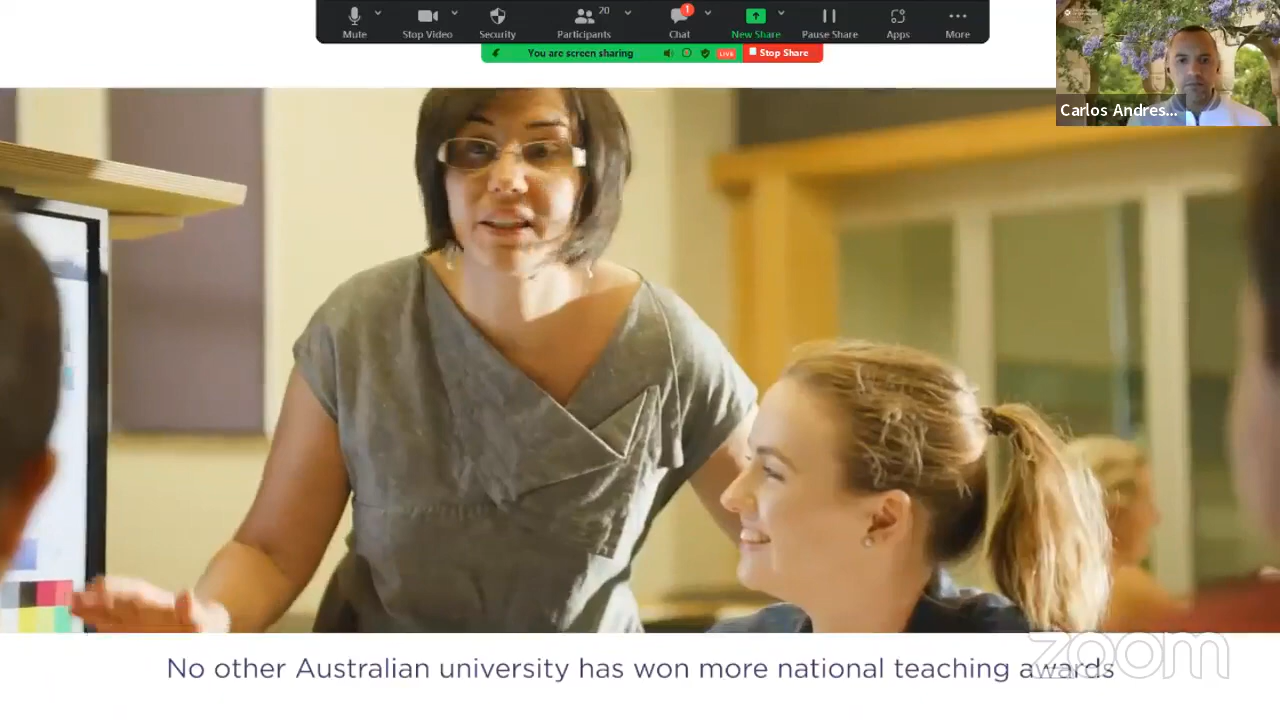 20
1
Mute
Stop Video
Security
Participants
Chat
New Share
Pause Share
Apps
More
You are screen sharing
LIVE
Stop Share
Carlos Andres...
No other Australian university has won more national teaching awards
zoom